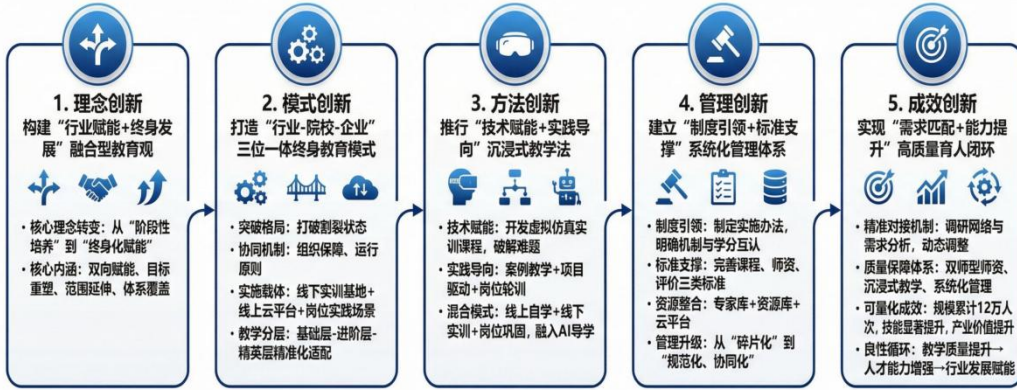 1. 理念创新
构建“行业赋能+终身发
展”融合型教育观
• 核心理念转变：从“阶段性
培养”到“终身化赋能”
• 核心内涵：双向赋能、目标
重塑、范围延伸、体系覆盖
2. 模式创新
打造“行业-院校-企业”
三位一体终身教育模式
• 突破格局：打破割裂状态
• 协同机制：组织保障、运行
原则
• 实施载体：线下实训基地+
线上云平台+岗位实践场景
• 教学分层：基础层-进阶层-
精英层精准化适配
3. 方法创新
推行“技术赋能+实践导
向”沉浸式教学法
• 技术赋能：开发虚拟仿真实
训课程，破解难题
• 实践导向：案例教学+项目
驱动+岗位轮训
• 混合模式：线上自学+线下
实训+岗位巩固，融入AI导学
4. 管理创新
建立“制度引领+标准支
撑”系统化管理体系
• 制度引领：制定实施办法，
明确机制与学分互认
• 标准支撑：完善课程、师资、
评价三类标准
• 资源整合：专家库+资源库+
云平台
• 管理升级：从“碎片化”到
“规范化、协同化”
5. 成效创新
实现“需求匹配+能力提
升”高质量育人闭环
• 精准对接机制：调研网络与
需求分析，动态调整
• 质量保障体系：双师型师资、
沉浸式教学、系统化管理
• 可量化成效：规模累计12万人
次，技能显著提升，产业价值提升
• 良性循环：教学质量提升→
人才能力增强→行业发展赋能